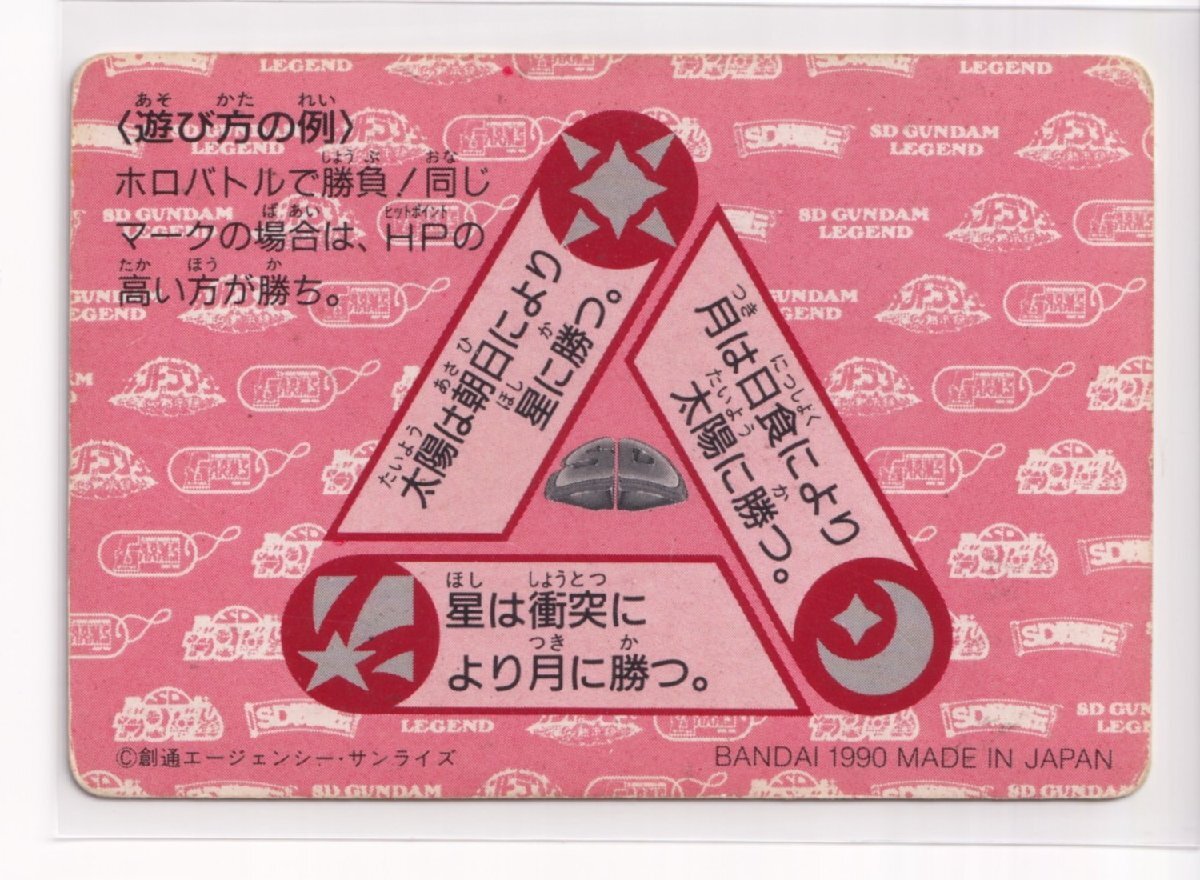 〈遊び方の例〉
ホロバトルで勝負!同じ
マークの場合は、HPの
高い方が勝ち。
太陽は朝日により
星に勝つ。
月は日食により
太陽に勝つ。
星は衝突に
より月に勝つ。
©創通エージェンシー・サンライズ
BANDAI 1990 MADE IN JAPAN
SD GUNDAM
LEGEND